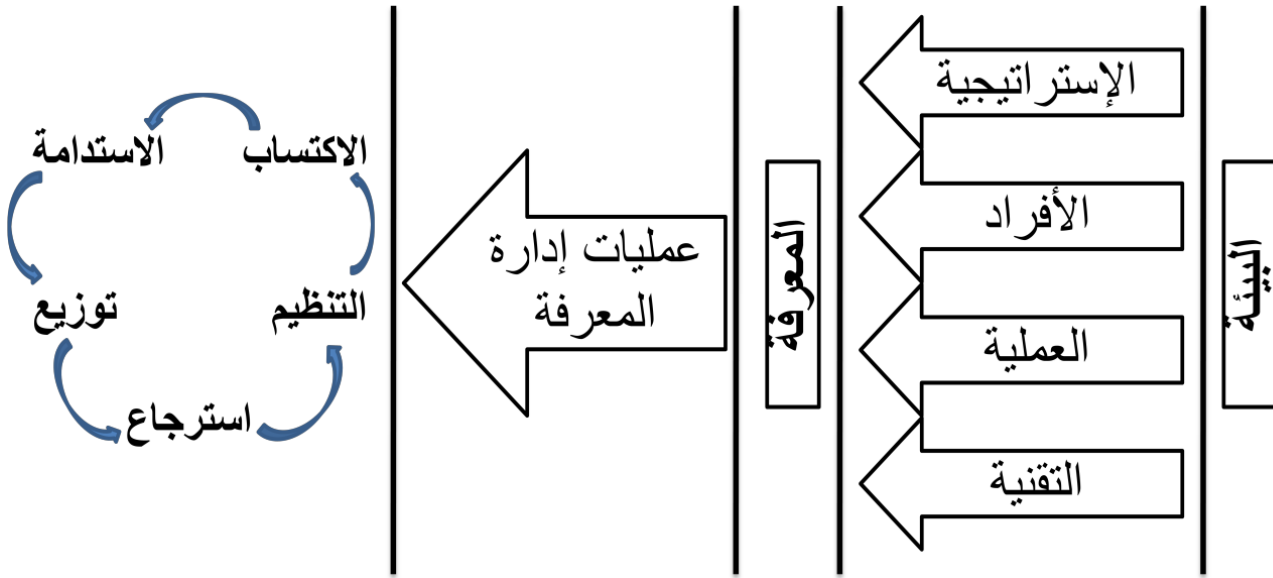 البيئة
الإستراتيجية
الأفراد
العملية
التقنية
المعرفة
عمليات إدارة
المعرفة
الاكتساب
الاستدامة
توزيع
استرجاع
التنظيم